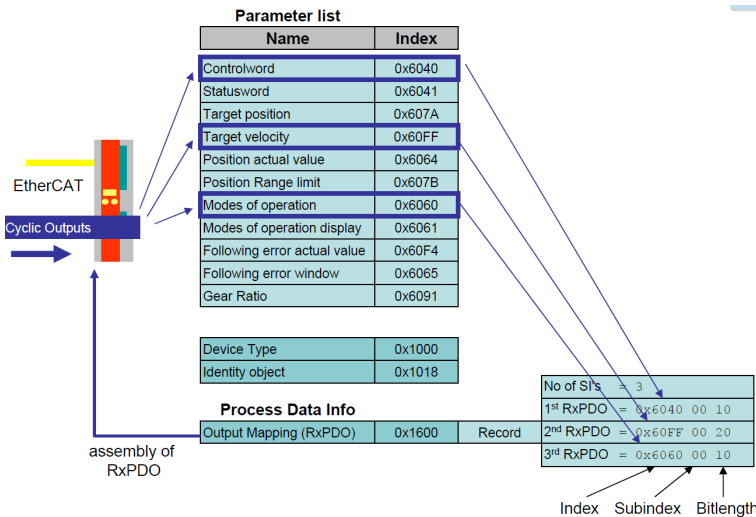 Parameter list
Name Index
Controlword 0x6040
Statusword 0x6041
Target position 0x607A
Target velocity 0x60FF
Position actual value 0x6064
Position Range limit 0x607B
Modes of operation 0x6060
Modes of operation display 0x6061
Following error actual value 0x60F4
Following error window 0x6065
Gear Ratio 0x6091
EtherCAT
Cyclic Outputs
Device Type 0x1000
Identity object 0x1018
Process Data Info
Output Mapping (RxPDO) 0x1600 Record
assembly of
RxPDO
No of SI's = 3
1st RxPDO = 0x6040 00 10
2nd RxPDO = 0x60FF 00 20
3rd RxPDO = 0x6060 00 10
Index Subindex Bitlength